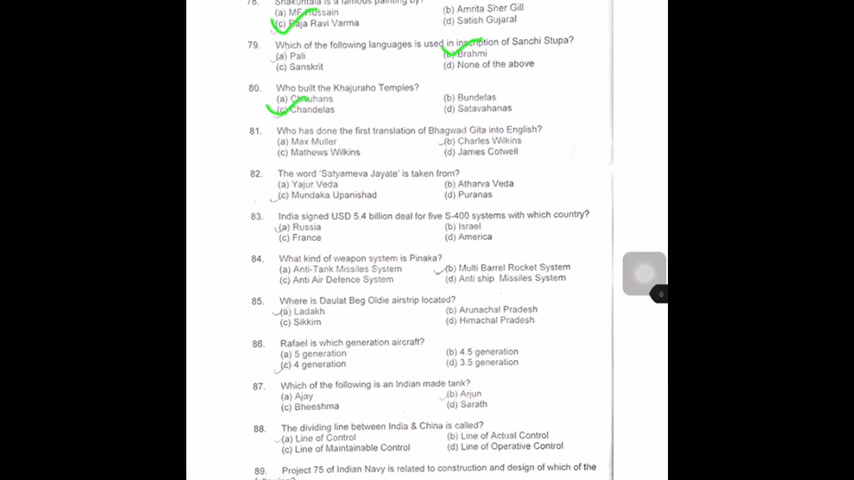 78. Shakuntala is a famous painting by?
(a) MF Hussain (b) Amrita Sher Gill
(c) Raja Ravi Varma (d) Satish Gujaral
79. Which of the following languages is used in inscription of Sanchi Stupa?
(a) Pali (b) Brahmi
(c) Sanskrit (d) None of the above
80. Who built the Khajuraho Temples?
(a) Chauhans (b) Bundelas
(c) Chandelas (d) Satavahanas
81. Who has done the first translation of Bhagwad Gita into English?
(a) Max Muller (b) Charles Wilkins
(c) Mathews Wilkins (d) James Cotwell
82. The word 'Satyameva Jayate' is taken from?
(a) Yajur Veda (b) Atharva Veda
(c) Mundaka Upanishad (d) Puranas
83. India signed USD 5.4 billion deal for five S-400 systems with which country?
(a) Russia (b) Israel
(c) France (d) America
84. What kind of weapon system is Pinaka?
(a) Anti-Tank Missiles System (b) Multi Barrel Rocket System
(c) Anti Air Defence System (d) Anti ship Missiles System
85. Where is Daulat Beg Oldie airstrip located?
(a) Ladakh (b) Arunachal Pradesh
(c) Sikkim (d) Himachal Pradesh
86. Rafael is which generation aircraft?
(a) 5 generation (b) 4.5 generation
(c) 4 generation (d) 3.5 generation
87. Which of the following is an Indian made tank?
(a) Ajay (b) Arjun
(c) Bheeshma (d) Sarath
88. The dividing line between India & China is called?
(a) Line of Control (b) Line of Actual Control
(c) Line of Maintainable Control (d) Line of Operative Control
89. Project 75 of Indian Navy is related to construction and design of which of the